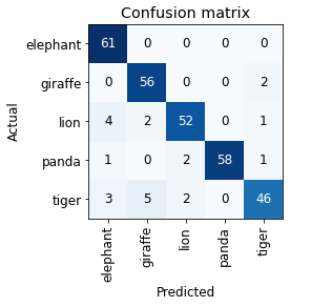 Confusion matrix
elephant 61 0 0 0 0
giraffe 0 56 0 0 2
lion 4 2 52 0 1
panda 1 0 2 58 1
tiger 3 5 2 0 46
Actual
elephant giraffe lion panda tiger
Predicted